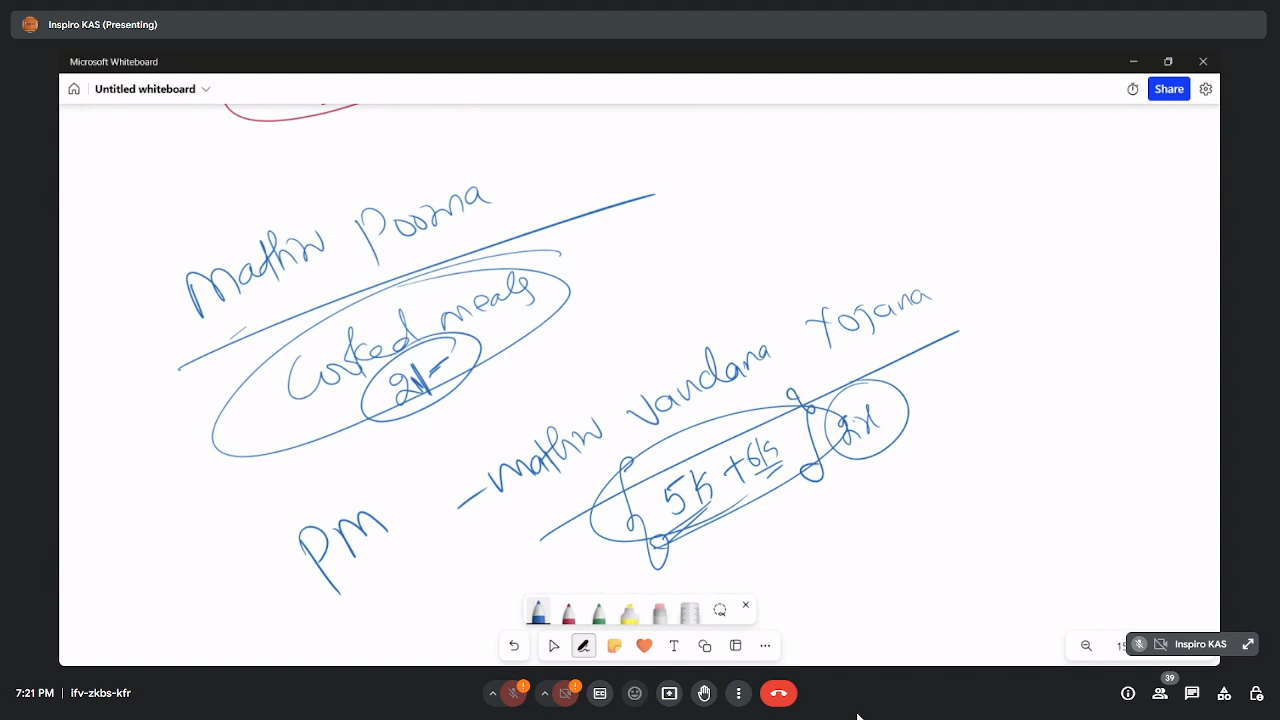 Inspiro KAS (Presenting)
Microsoft Whiteboard
Untitled whiteboard
Share
Mathru Poorna
Cooked meals
PM - Mathru Vandana Yojana
5k + 6k
Inspiro KAS
39
7:21 PM | ifv-zkbs-kfr